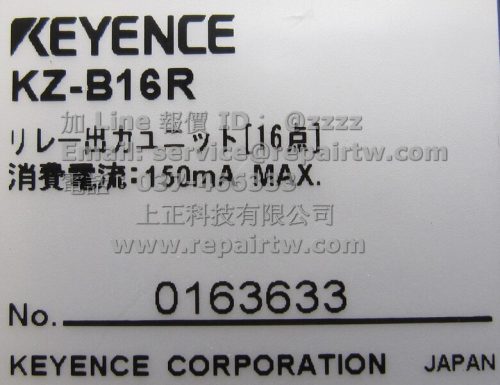 KEYENCE
KZ-B16R
加 Line 報價 ID : @zzzz
リレー出力ユニット[16点]
Email: service@repairtw.com
消費電流:150mA MAX.
上正科技有限公司
www.repairtw.com
No. 0163633
KEYENCE CORPORATION JAPAN